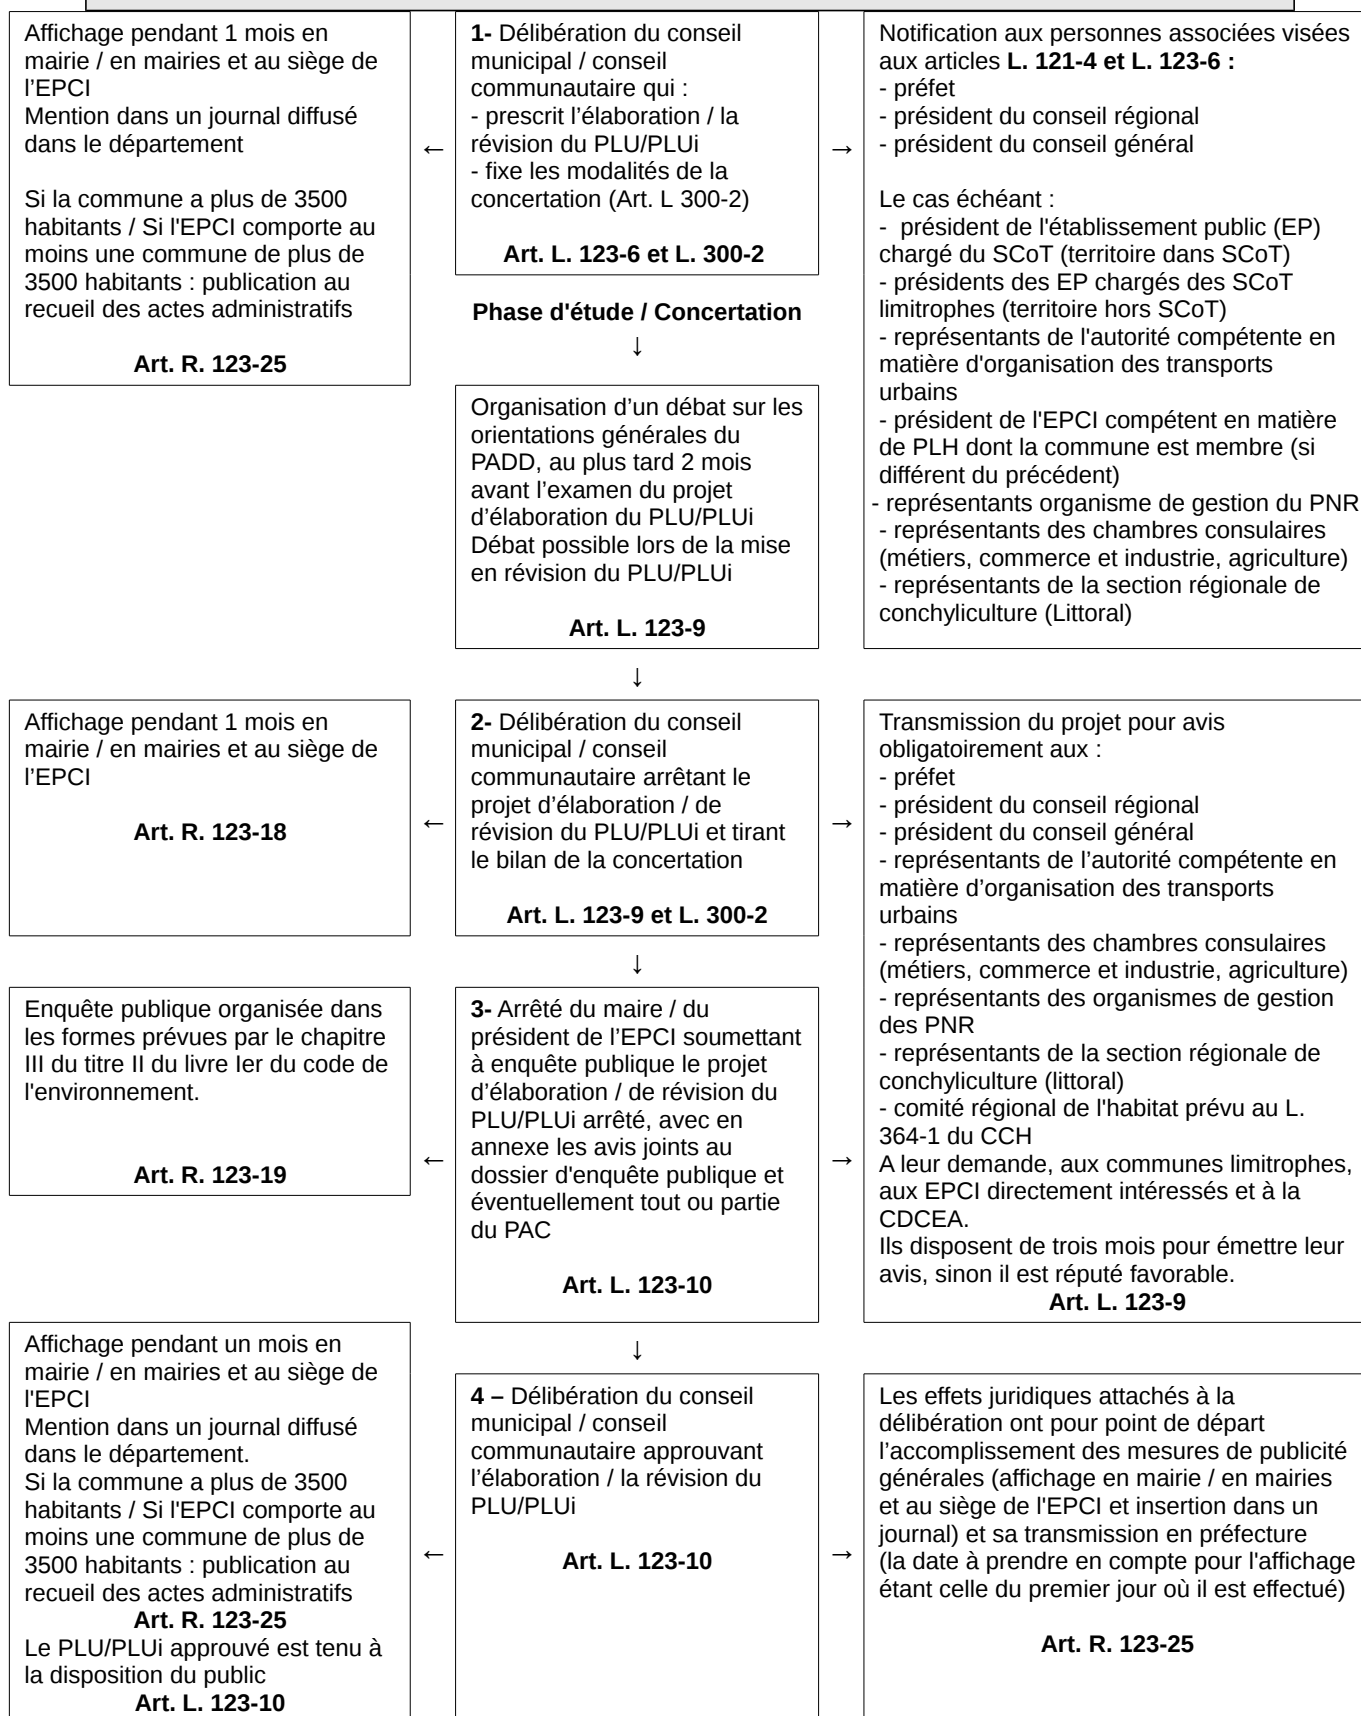 Affichage pendant 1 mois en
mairie / en mairies et au siège de
l’EPCI
Mention dans un journal diffusé
dans le département
Si la commune a plus de 3500
habitants / Si l'EPCI comporte au
moins une commune de plus de
3500 habitants : publication au
recueil des actes administratifs
Art. R. 123-25
←
1- Délibération du conseil
municipal / conseil
communautaire qui :
- prescrit l’élaboration / la
révision du PLU/PLUi
- fixe les modalités de la
concertation (Art. L 300-2)
Art. L. 123-6 et L. 300-2
→
Notification aux personnes associées visées
aux articles L. 121-4 et L. 123-6 :
- préfet
- président du conseil régional
- président du conseil général
Le cas échéant :
- président de l'établissement public (EP)
chargé du SCoT (territoire dans SCoT)
- présidents des EP chargés des SCoT
limitrophes (territoire hors SCoT)
- représentants de l'autorité compétente en
matière d'organisation des transports
urbains
- président de l'EPCI compétent en matière
de PLH dont la commune est membre (si
différent du précédent)
- représentants organisme de gestion du PNR
- représentants des chambres consulaires
(métiers, commerce et industrie, agriculture)
- représentants de la section régionale de
conchyliculture (Littoral)
Phase d'étude / Concertation
↓
Organisation d’un débat sur les
orientations générales du
PADD, au plus tard 2 mois
avant l’examen du projet
d’élaboration du PLU/PLUi
Débat possible lors de la mise
en révision du PLU/PLUi
Art. L. 123-9
↓
Affichage pendant 1 mois en
mairie / en mairies et au siège de
l’EPCI
Art. R. 123-18
←
2- Délibération du conseil
municipal / conseil
communautaire arrêtant le
projet d’élaboration / de
révision du PLU/PLUi et tirant
le bilan de la concertation
Art. L. 123-9 et L. 300-2
→
Transmission du projet pour avis
obligatoirement aux :
- préfet
- président du conseil régional
- président du conseil général
- représentants de l’autorité compétente en
matière d’organisation des transports
urbains
- représentants des chambres consulaires
(métiers, commerce et industrie, agriculture)
- représentants des organismes de gestion
des PNR
- représentants de la section régionale de
conchyliculture (littoral)
- comité régional de l'habitat prévu au L.
364-1 du CCH
A leur demande, aux communes limitrophes,
aux EPCI directement intéressés et à la
CDCEA.
Ils disposent de trois mois pour émettre leur
avis, sinon il est réputé favorable.
Art. L. 123-9
↓
Enquête publique organisée dans
les formes prévues par le chapitre
III du titre II du livre Ier du code de
l'environnement.
Art. R. 123-19
←
3- Arrêté du maire / du
président de l’EPCI soumettant
à enquête publique le projet
d’élaboration / de révision du
PLU/PLUi arrêté, avec en
annexe les avis joints au
dossier d'enquête publique et
éventuellement tout ou partie
du PAC
Art. L. 123-10
→
↓
Affichage pendant un mois en
mairie / en mairies et au siège de
l'EPCI
Mention dans un journal diffusé
dans le département.
Si la commune a plus de 3500
habitants / Si l'EPCI comporte au
moins une commune de plus de
3500 habitants : publication au
recueil des actes administratifs
Art. R. 123-25
Le PLU/PLUi approuvé est tenu à
la disposition du public
Art. L. 123-10
←
4 – Délibération du conseil
municipal / conseil
communautaire approuvant
l’élaboration / la révision du
PLU/PLUi
Art. L. 123-10
→
Les effets juridiques attachés à la
délibération ont pour point de départ
l’accomplissement des mesures de publicité
générales (affichage en mairie / en mairies
et au siège de l'EPCI et insertion dans un
journal) et sa transmission en préfecture
(la date à prendre en compte pour l'affichage
étant celle du premier jour où il est effectué)
Art. R. 123-25